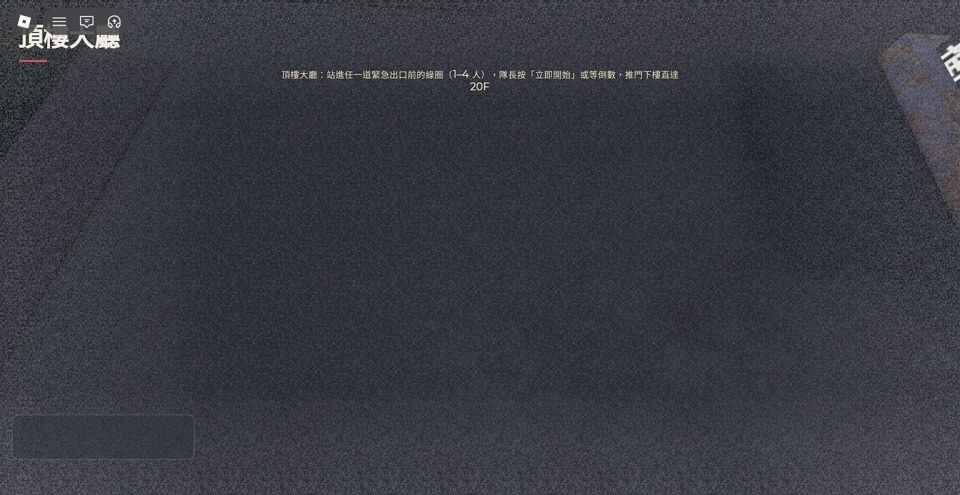 頂樓大廳
頂樓大廳：站進任一道緊急出口前的綠圈（1–4 人），隊長按「立即開始」或等倒數，推門下樓直達
20F